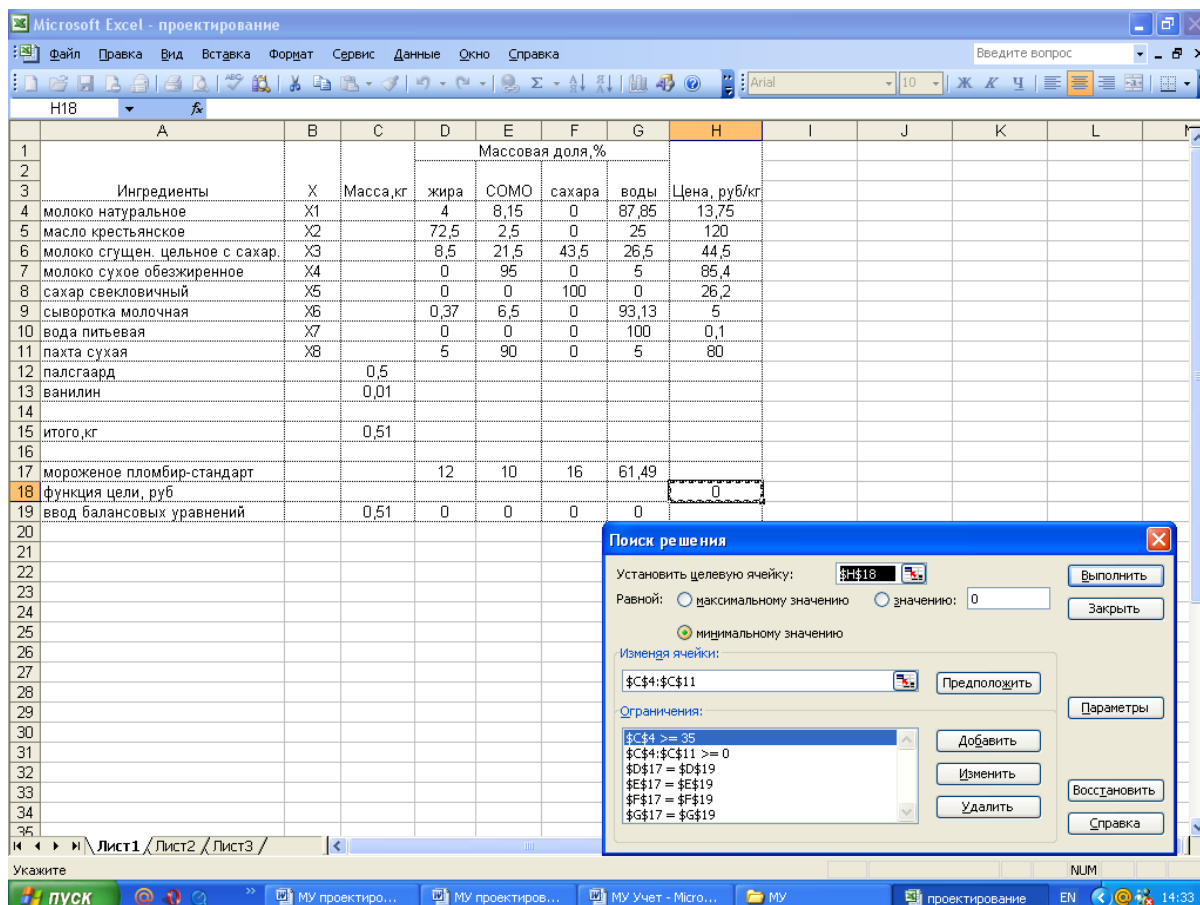 Microsoft Excel - проектирование
Файл Правка Вид Вставка Формат Сервис Данные Окно Справка Введите вопрос
Arial 10 Ж К Ч
H18 fx
A B C D E F G H I J K L
1 Массовая доля,%
2
3 Ингредиенты X Масса,кг жира СОМО сахара воды Цена, руб/кг
4 молоко натуральное X1 4 8,15 0 87,85 13,75
5 масло крестьянское X2 72,5 2,5 0 25 120
6 молоко сгущен. цельное с сахар. X3 8,5 21,5 43,5 26,5 44,5
7 молоко сухое обезжиренное X4 0 95 0 5 85,4
8 сахар свекловичный X5 0 0 100 0 26,2
9 сыворотка молочная X6 0,37 6,5 0 93,13 5
10 вода питьевая X7 0 0 0 100 0,1
11 пахта сухая X8 5 90 0 5 80
12 палсгаард 0,5
13 ванилин 0,01
14
15 итого,кг 0,51
16
17 мороженое пломбир-стандарт 12 10 16 61,49
18 функция цели, руб 0
19 ввод балансовых уравнений 0,51 0 0 0 0
20
21
22
23
24
25
26
27
28
29
30
31
32
33
34
35
Поиск решения
Установить целевую ячейку: $H$18 Выполнить
Равной: максимальному значению значению: 0 Закрыть
минимальному значению
Изменяя ячейки:
$C$4:$C$11 Предположить
Ограничения: Параметры
$C$4 >= 35 Добавить
$C$4:$C$11 >= 0
$D$17 = $D$19 Изменить
$E$17 = $E$19 Восстановить
$F$17 = $F$19 Удалить
$G$17 = $G$19 Справка
Лист1 Лист2 Лист3
Укажите NUM
пуск МУ проектиро... МУ проектиров... МУ Учет - Micro... МУ проектирование EN 14:33